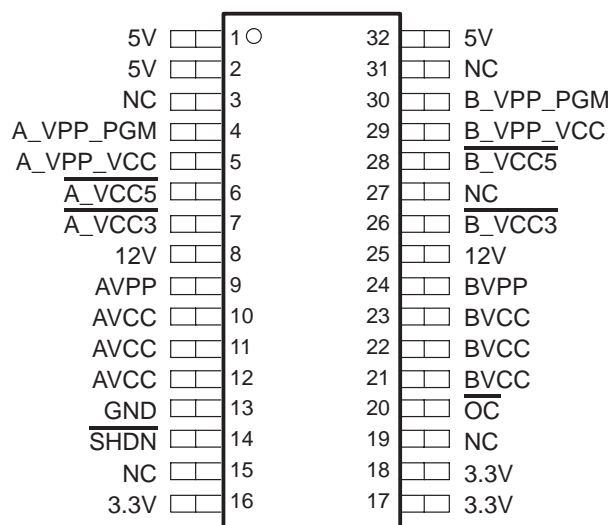 5V 1 32 5V
5V 2 31 NC
NC 3 30 B_VPP_PGM
A_VPP_PGM 4 29 B_VPP_VCC
A_VPP_VCC 5 28 B_VCC5
A_VCC5 6 27 NC
A_VCC3 7 26 B_VCC3
12V 8 25 12V
AVPP 9 24 BVPP
AVCC 10 23 BVCC
AVCC 11 22 BVCC
AVCC 12 21 BVCC
GND 13 20 OC
SHDN 14 19 NC
NC 15 18 3.3V
3.3V 16 17 3.3V